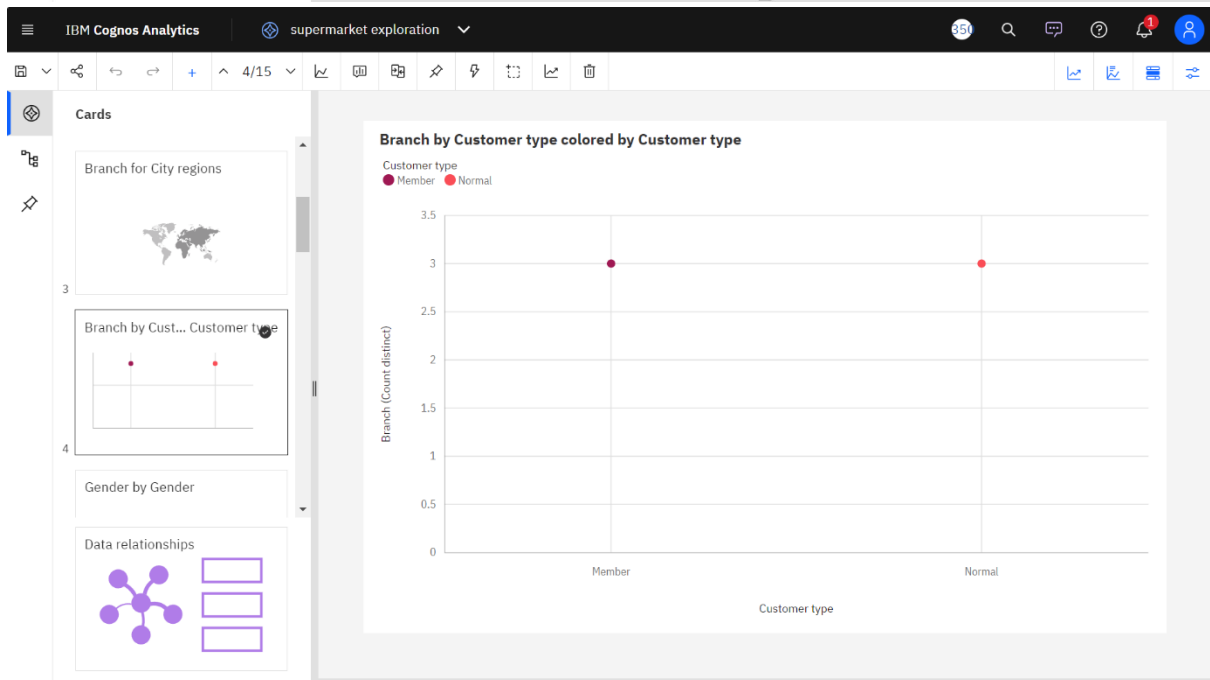 IBM Cognos Analytics
supermarket exploration
350
1
4/15
Cards
Branch for City regions
3
Branch by Cust... Customer type
4
Gender by Gender
Data relationships
Branch by Customer type colored by Customer type
Customer type
Member Normal
3.5
3
2.5
2
1.5
1
0.5
0
Branch (Count distinct)
Member Normal
Customer type